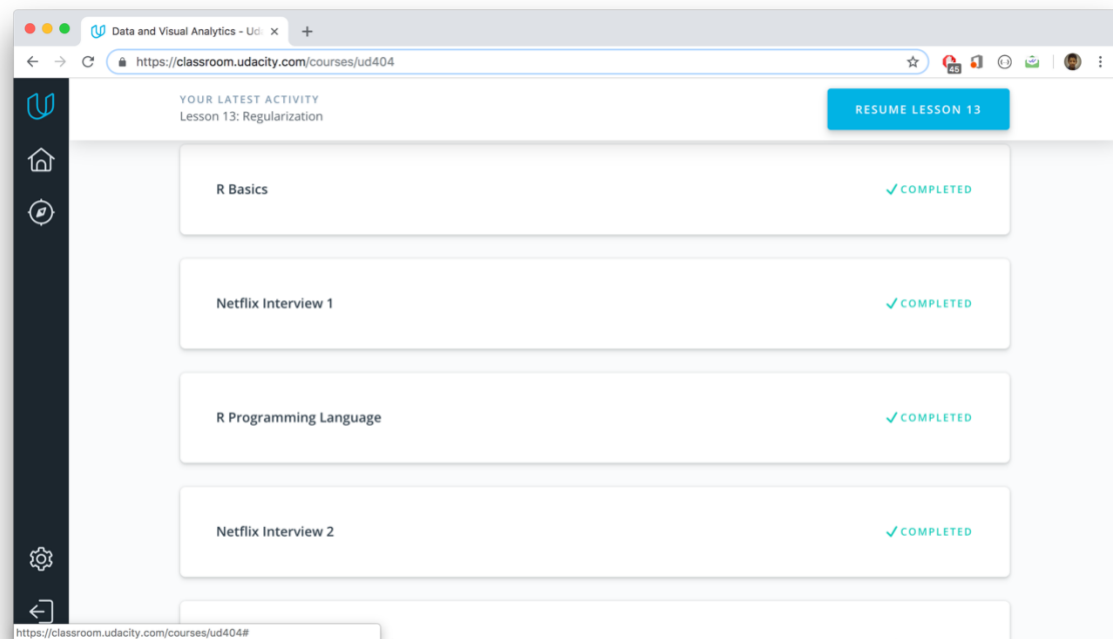 Data and Visual Analytics - Ud
https://classroom.udacity.com/courses/ud404
45
YOUR LATEST ACTIVITY
Lesson 13: Regularization
RESUME LESSON 13
R Basics
COMPLETED
Netflix Interview 1
COMPLETED
R Programming Language
COMPLETED
Netflix Interview 2
COMPLETED
https://classroom.udacity.com/courses/ud404#